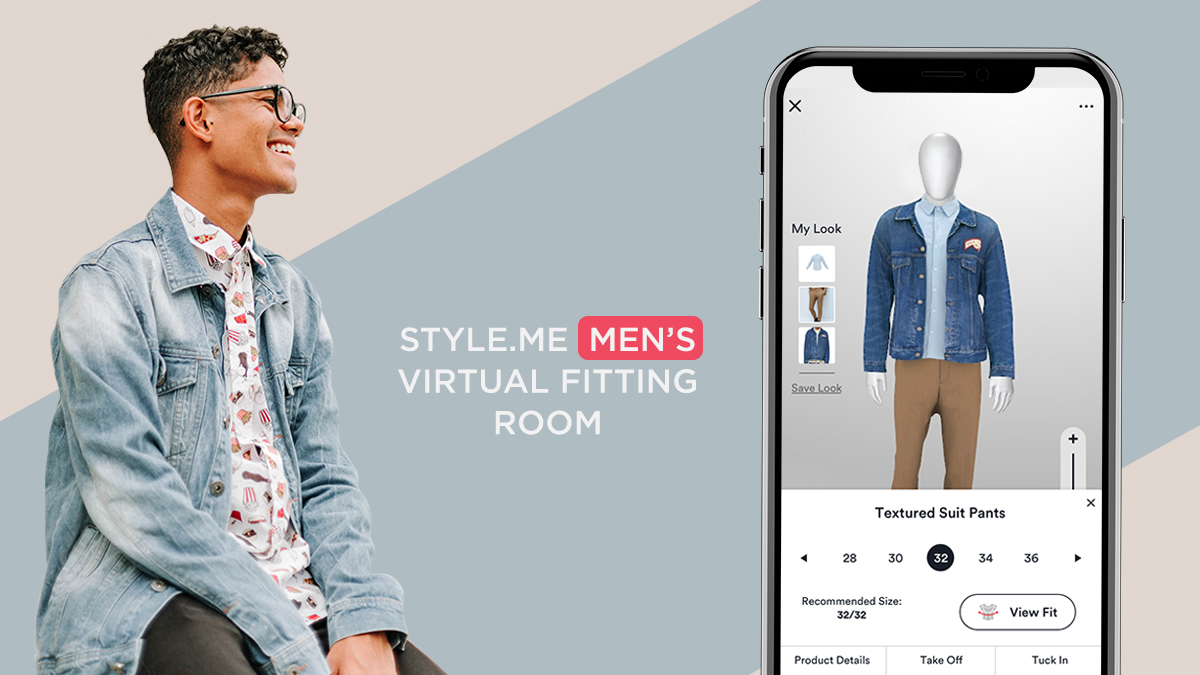 STYLE.ME MEN'S
VIRTUAL FITTING
ROOM
My Look
Save Look
Textured Suit Pants
28 30 32 34 36
Recommended Size:
32/32
View Fit
Product Details
Take Off
Tuck In